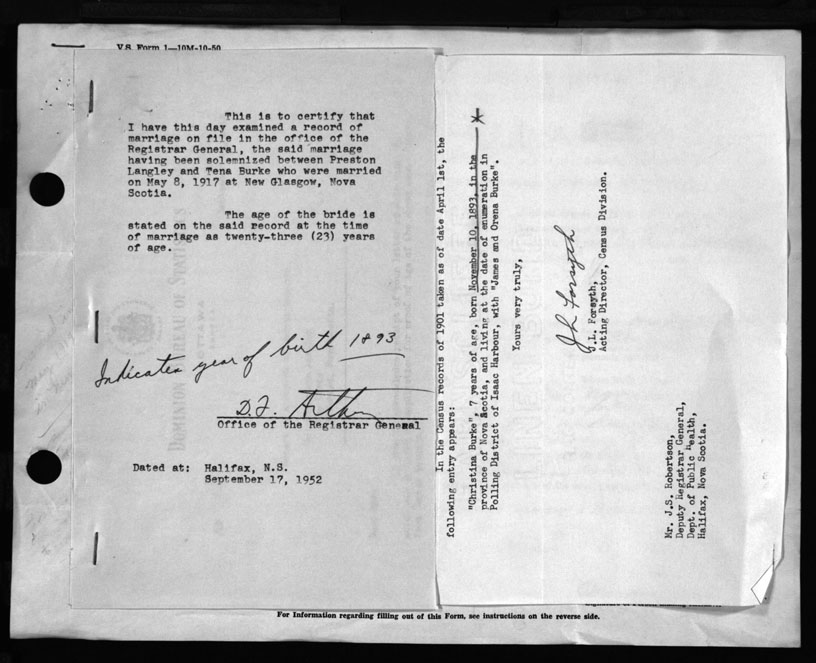 V.S. Form 1—10M-10-50
This is to certify that
I have this day examined a record of
marriage on file in the office of the
Registrar General, the said marriage
having been solemnized between Preston
Langley and Tena Burke who were married
on May 8, 1917 at New Glasgow, Nova
Scotia.
The age of the bride is
stated on the said record at the time
of marriage as twenty-three (23) years
of age.
Indicates year of birth 1893
D.F.
Office of the Registrar General
Dated at: Halifax, N.S.
September 17, 1952
In the Census records of 1901 taken as of date April 1st, the
following entry appears:
"Christina Burke", 7 years of age, born November 10, 1893, in the
province of Nova Scotia, and living at the date of enumeration in
Polling District of Isaac Harbour, with "James and Orena Burke".
Yours very truly,
J L Forsyth
J.L. Forsyth,
Acting Director, Census Division.
Mr. J.S. Robertson,
Deputy Registrar General,
Dept. of Public Health,
Halifax, Nova Scotia.
For Information regarding filling out of this Form, see instructions on the reverse side.